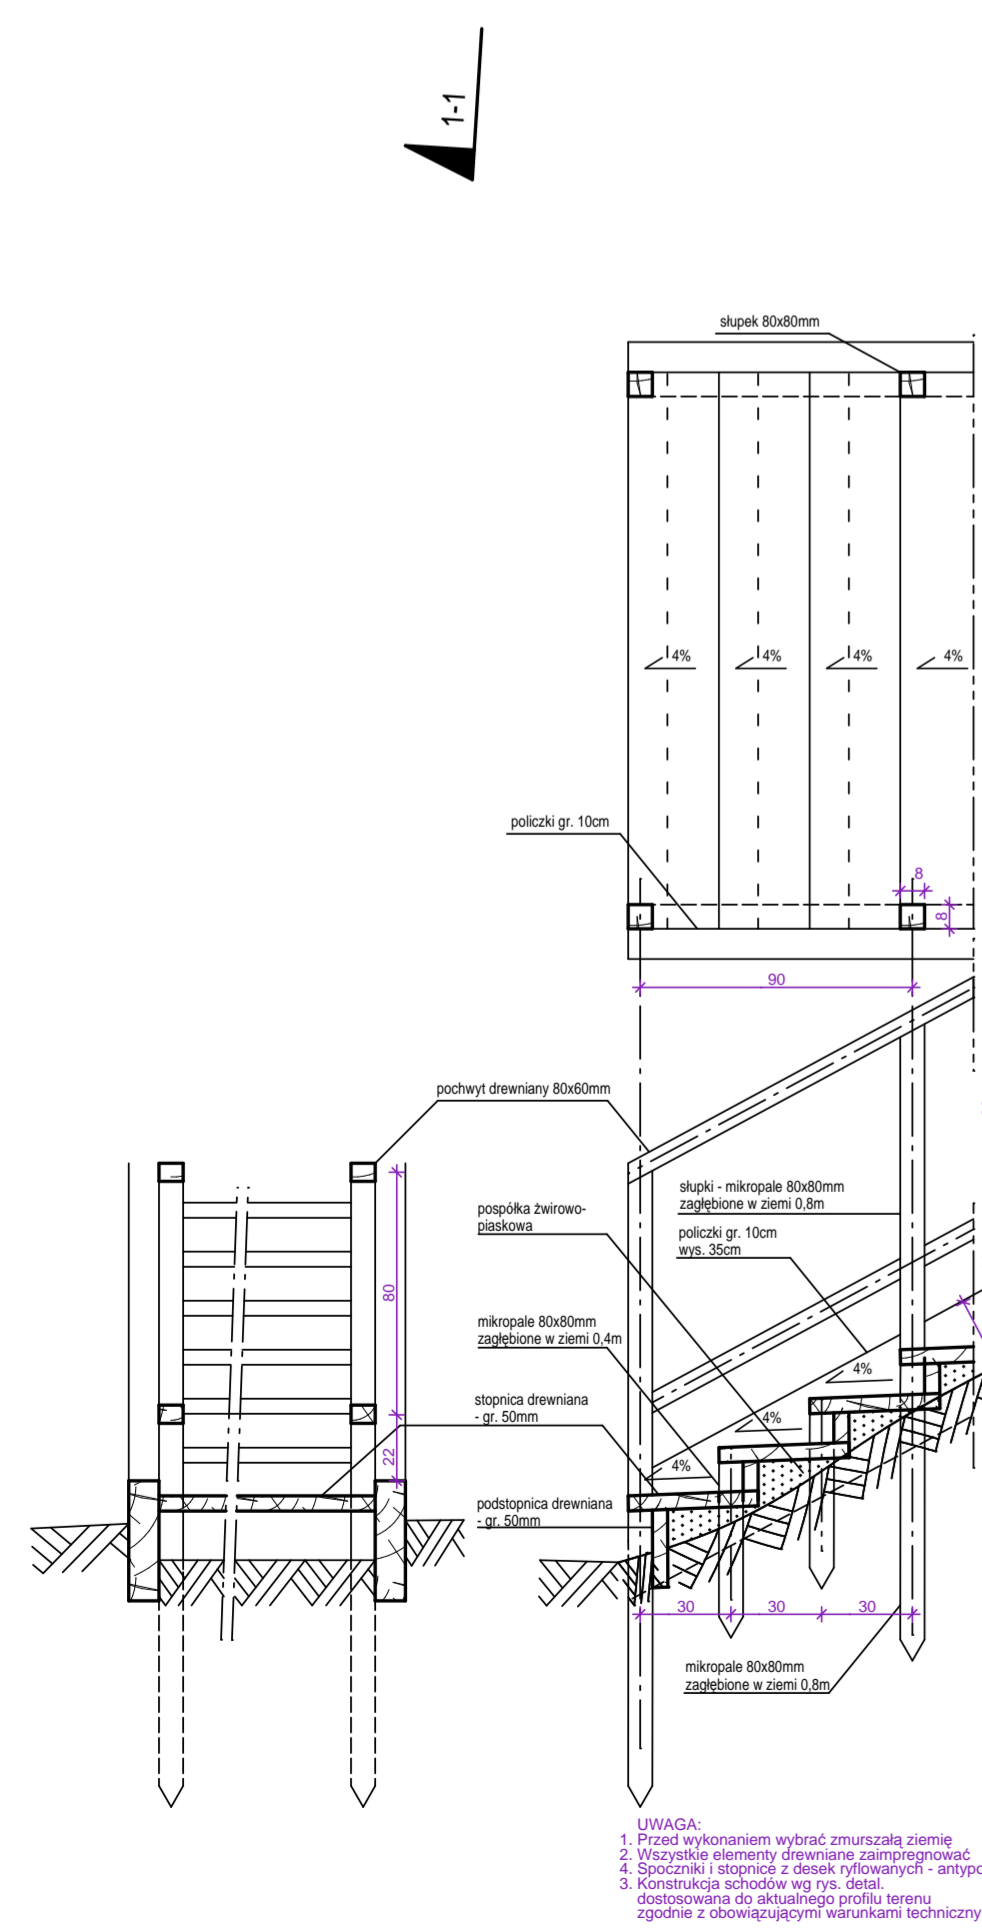 1-1
słupek 80x80mm
4%
4%
4%
4%
policzki gr. 10cm
8
8
90
pochwyt drewniany 80x60mm
słupki - mikropale 80x80mm
zagłębione w ziemi 0,8m
pospółka żwirowo-
piaskowa
policzki gr. 10cm
wys. 35cm
80
mikropale 80x80mm
zagłębione w ziemi 0,4m
4%
stopnica drewniana
- gr. 50mm
4%
22
4%
podstopnica drewniana
- gr. 50mm
30
30
30
mikropale 80x80mm
zagłębione w ziemi 0,8m
UWAGA:
1. Przed wykonaniem wybrać zmurszałą ziemię
2. Wszystkie elementy drewniane zaimpregnować
4. Spoczniki i stopnice z desek ryflowanych - antypo
3. Konstrukcja schodów wg rys. detal.
dostosowana do aktualnego profilu terenu
zgodnie z obowiązującymi warunkami techniczny